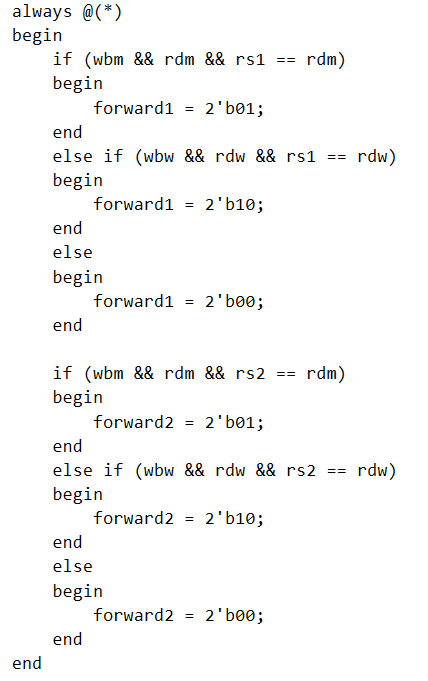 always @(*)
begin
    if (wbm && rdm && rs1 == rdm)
    begin
        forward1 = 2'b01;
    end
    else if (wbw && rdw && rs1 == rdw)
    begin
        forward1 = 2'b10;
    end
    else
    begin
        forward1 = 2'b00;
    end

    if (wbm && rdm && rs2 == rdm)
    begin
        forward2 = 2'b01;
    end
    else if (wbw && rdw && rs2 == rdw)
    begin
        forward2 = 2'b10;
    end
    else
    begin
        forward2 = 2'b00;
    end
end